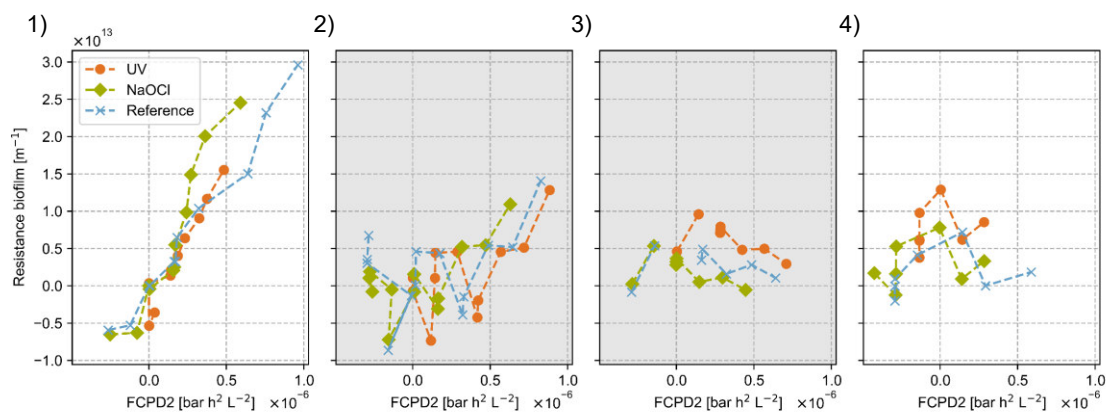 1) 2) 3) 4)
×10¹³
3.0
2.5
2.0
1.5
1.0
0.5
0.0
−0.5
−1.0
Resistance biofilm [m⁻¹]
UV
NaOCl
Reference
0.0 0.5 1.0 0.0 0.5 1.0 0.0 0.5 1.0 0.0 0.5 1.0
FCPD2 [bar h² L⁻²] ×10⁻⁶ FCPD2 [bar h² L⁻²] ×10⁻⁶ FCPD2 [bar h² L⁻²] ×10⁻⁶ FCPD2 [bar h² L⁻²] ×10⁻⁶